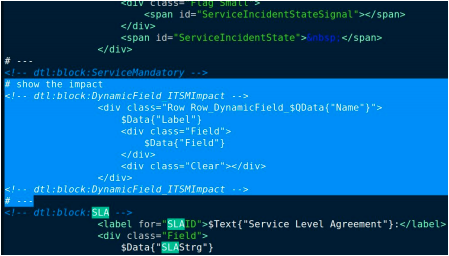 <div class="Flag Small">
<span id="ServiceIncidentStateSignal"></span>
</div>
<span id="ServiceIncidentState">&nbsp;</span>
</div>
# ---
<!-- dtl:block:ServiceMandatory -->
# show the impact
<!-- dtl:block:DynamicField_ITSMImpact -->
<div class="Row Row_DynamicField_$QData{"Name"}">
$Data{"Label"}
<div class="Field">
$Data{"Field"}
</div>
<div class="Clear"></div>
</div>
<!-- dtl:block:DynamicField_ITSMImpact -->
# ---
<!-- dtl:block:SLA -->
<label for="SLAID">$Text{"Service Level Agreement"}:</label>
<div class="Field">
$Data{"SLAStrg"}